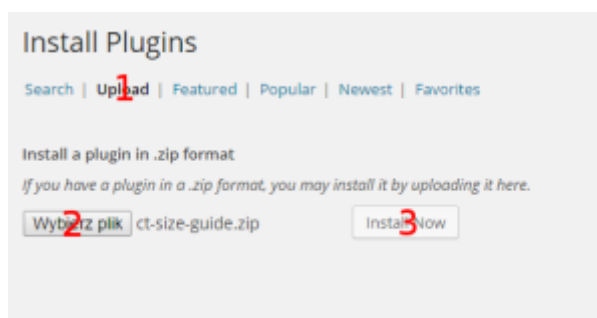 Install Plugins
Search | Upload | Featured | Popular | Newest | Favorites
1
Install a plugin in .zip format
If you have a plugin in a .zip format, you may install it by uploading it here.
Wybierz plik ct-size-guide.zip Install Now
2 3